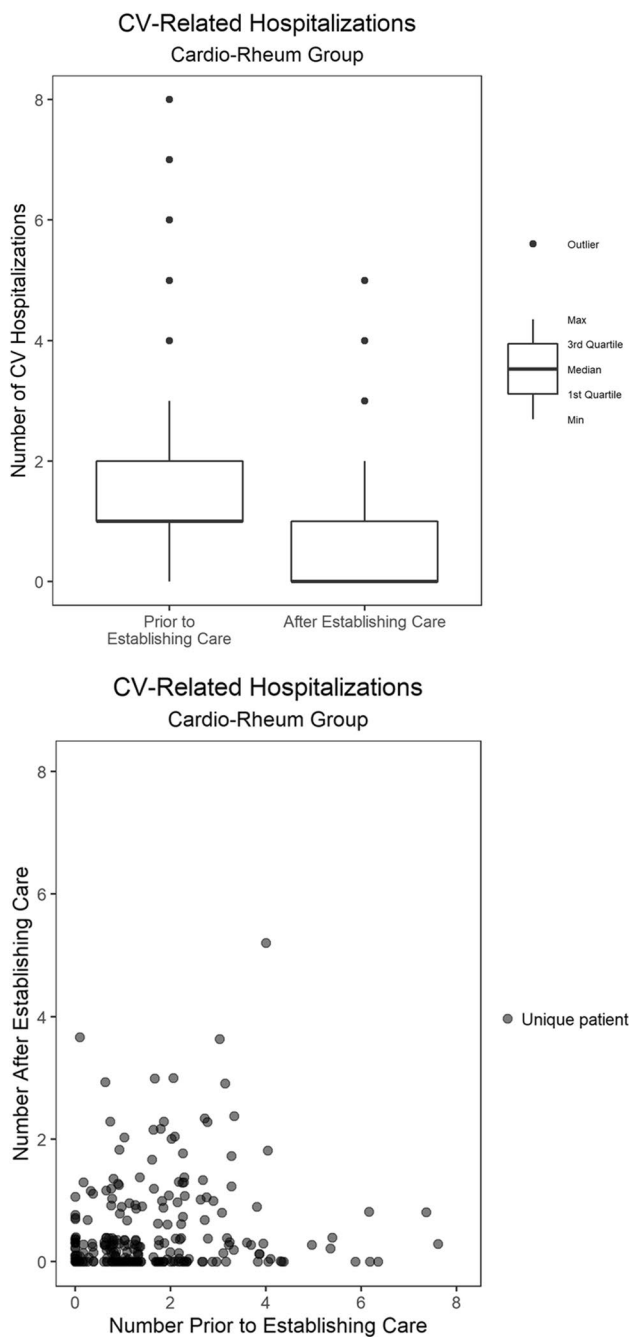 CV-Related Hospitalizations
Cardio-Rheum Group
Number of CV Hospitalizations
8
6
4
2
0
Prior to
Establishing Care
After Establishing Care
Outlier
Max
3rd Quartile
Median
1st Quartile
Min
CV-Related Hospitalizations
Cardio-Rheum Group
Number After Establishing Care
8
6
4
2
0
0 2 4 6 8
Number Prior to Establishing Care
Unique patient